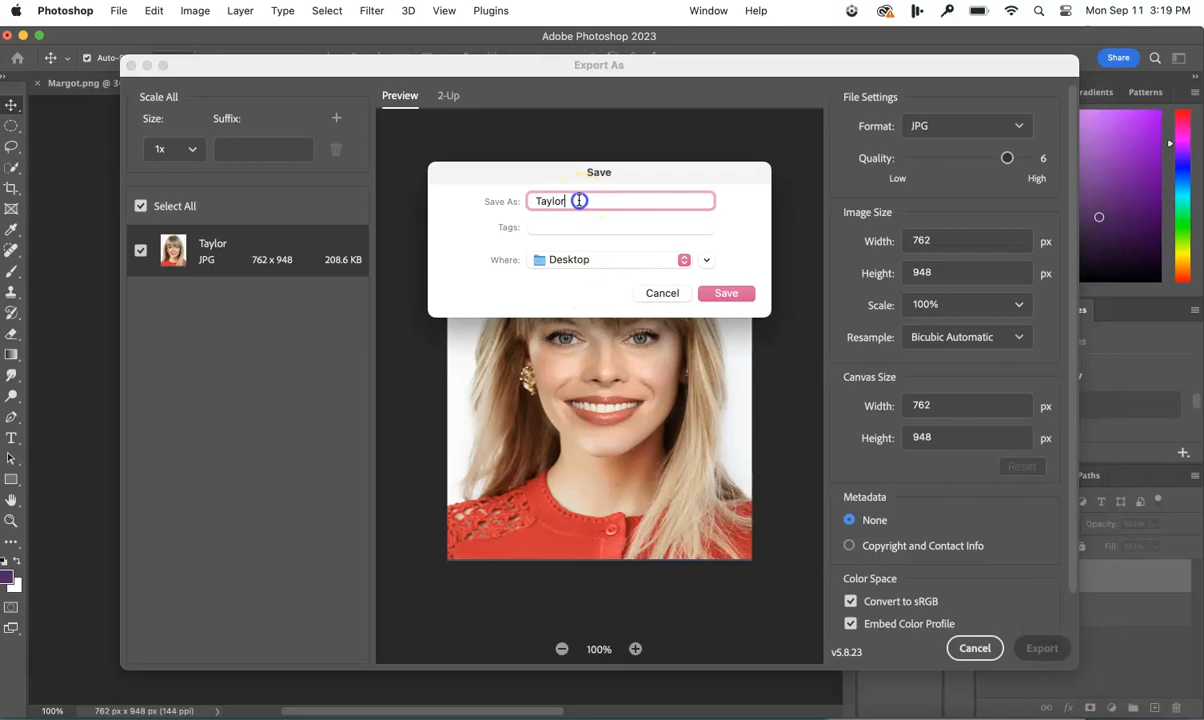 Photoshop File Edit Image Layer Type Select Filter 3D View Plugins Window Help Mon Sep 11 3:19 PM
Adobe Photoshop 2023
Share
Margot.png @
Export As
Scale All
Size: Suffix:
1x
Select All
Taylor
JPG 762 x 948 208.6 KB
Preview 2-Up
Save
Save As: Taylor
Tags:
Where: Desktop
Cancel Save
100%
File Settings
Format: JPG
Quality: 6
Low High
Image Size
Width: 762 px
Height: 948 px
Scale: 100%
Resample: Bicubic Automatic
Canvas Size
Width: 762 px
Height: 948 px
Reset
Metadata
None
Copyright and Contact Info
Color Space
Convert to sRGB
Embed Color Profile
v5.8.23 Cancel Export
Patterns
Paths
Opacity: 100%
Fill: 100%
100% 762 px x 948 px (144 ppi)